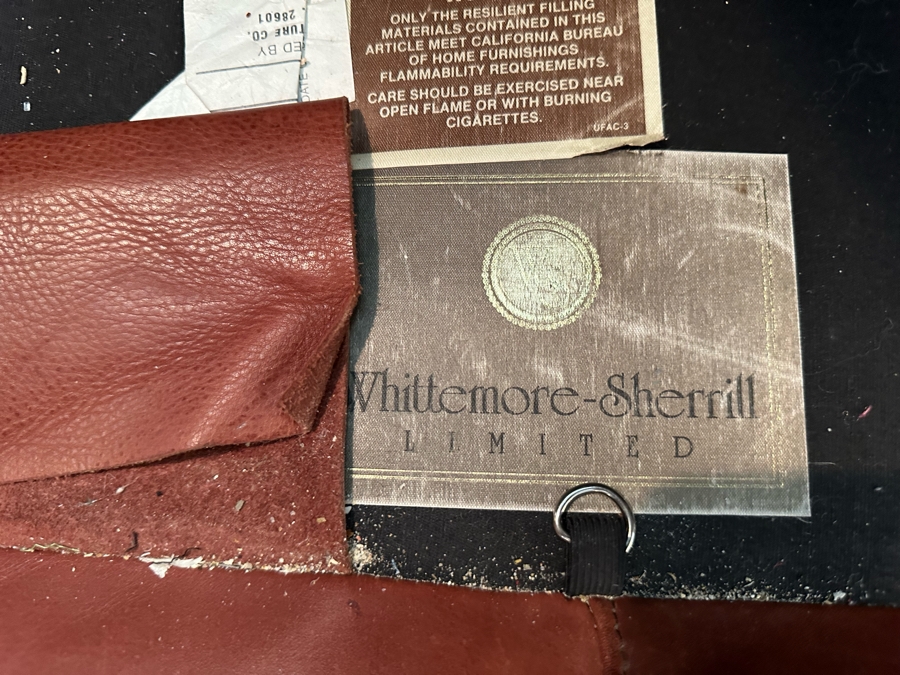 28601
TURE CO.
ED BY
DATE
ONLY THE RESILIENT FILLING
MATERIALS CONTAINED IN THIS
ARTICLE MEET CALIFORNIA BUREAU
OF HOME FURNISHINGS
FLAMMABILITY REQUIREMENTS.
CARE SHOULD BE EXERCISED NEAR
OPEN FLAME OR WITH BURNING
CIGARETTES.
UFAC-3
Whittemore-Sherrill
LIMITED